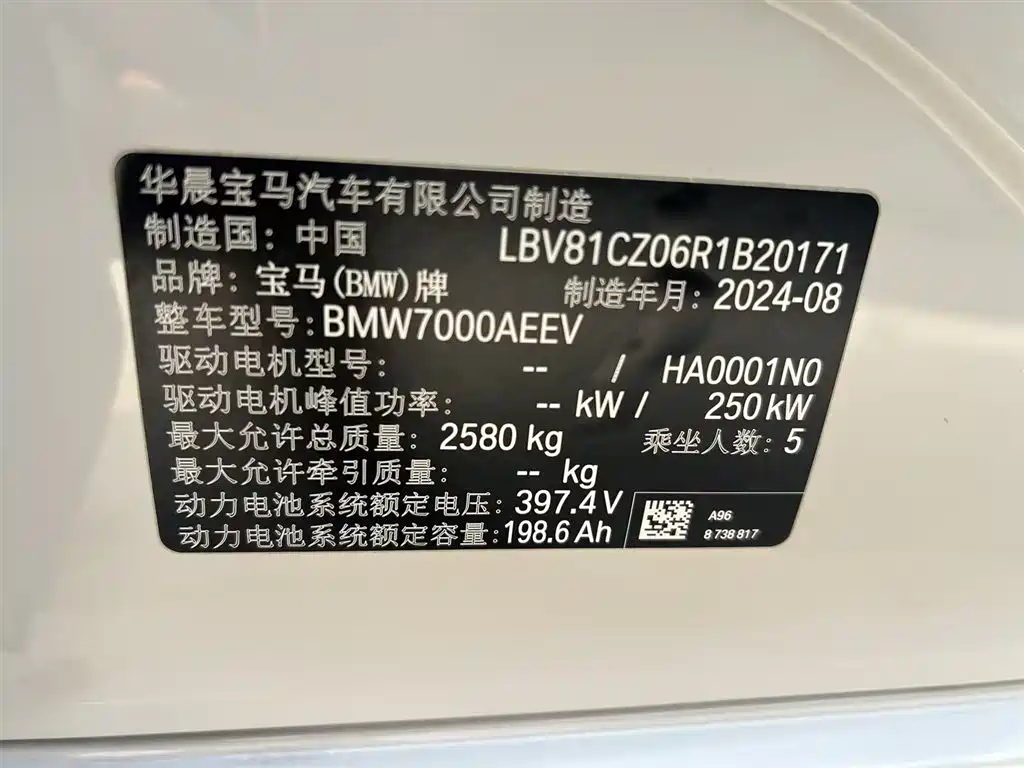 华晨宝马汽车有限公司制造
制造国：中国 LBV81CZ06R1B20171
品牌：宝马(BMW)牌 制造年月：2024-08
整车型号：BMW7000AEEV
驱动电机型号： -- / HA0001N0
驱动电机峰值功率： -- kW / 250 kW
最大允许总质量：2580 kg 乘坐人数：5
最大允许牵引质量： -- kg
动力电池系统额定电压：397.4 V
动力电池系统额定容量：198.6 Ah
A96
8 738 817